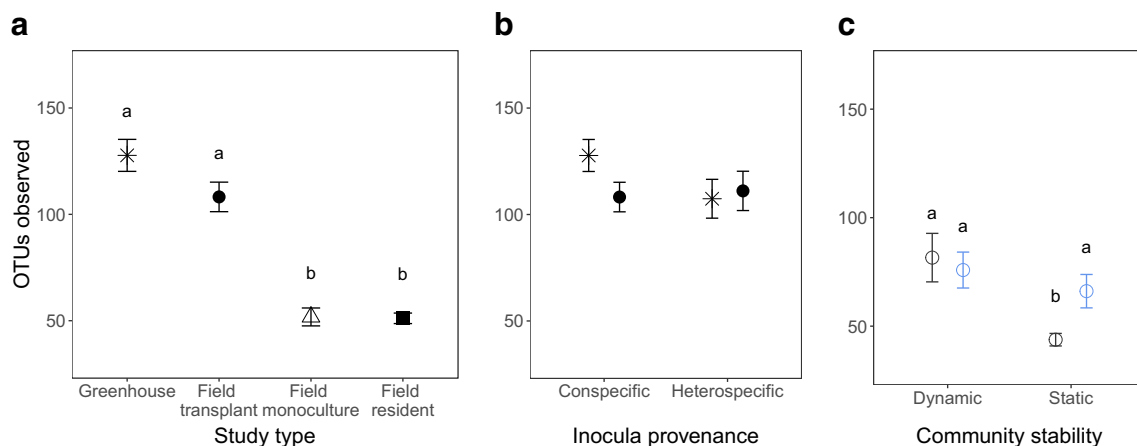 a
OTUs observed
150
100
50
a
a
b
b
Greenhouse
Field transplant
Field monoculture
Field resident
Study type
b
150
100
50
Conspecific
Heterospecific
Inocula provenance
c
150
100
50
a
a
b
a
Dynamic
Static
Community stability